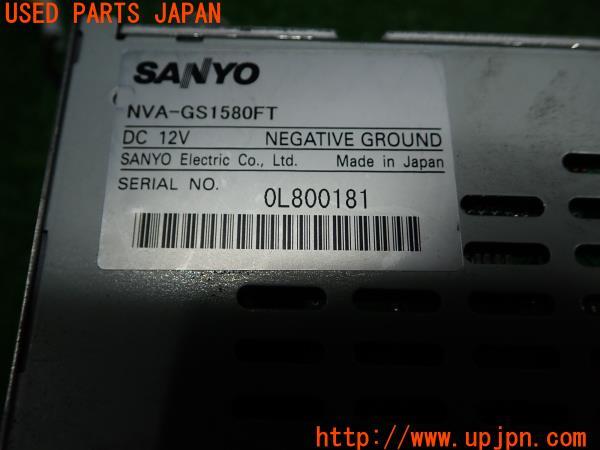 USED PARTS JAPAN
SANYO
NVA-GS1580FT
DC 12V NEGATIVE GROUND
SANYO Electric Co., Ltd. Made in Japan
SERIAL NO. 0L800181
http://www.upjpn.com/